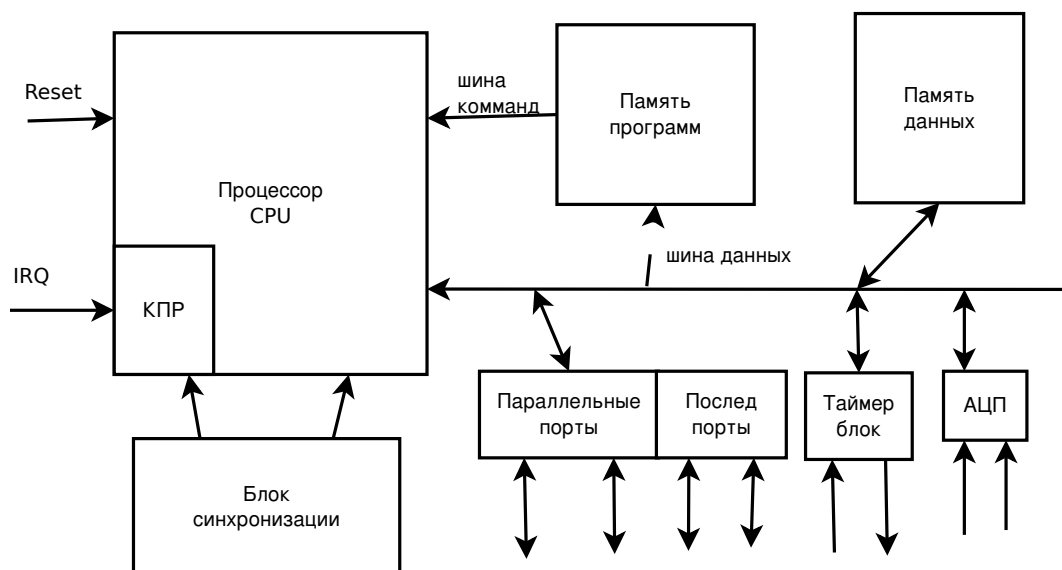 Reset
шина
комманд
Память
программ
Память
данных
Процессор
CPU
IRQ
КПР
шина данных
Параллельные
порты
Послед
порты
Таймер
блок
АЦП
Блок
синхронизации